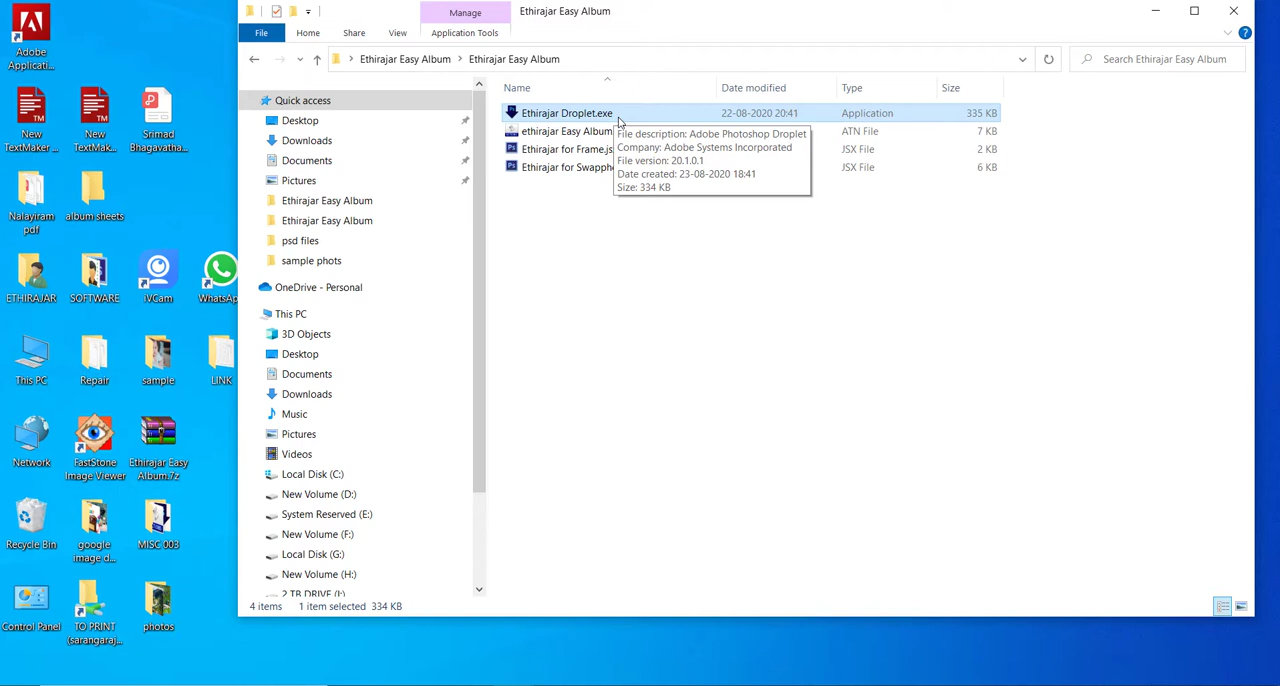 Manage
Ethirajar Easy Album
File
Home
Share
View
Application Tools
Ethirajar Easy Album
Ethirajar Easy Album
Search Ethirajar Easy Album
Name
Date modified
Type
Size
Ethirajar Droplet.exe
22-08-2020 20:41
Application
335 KB
ethirajar Easy Album
ATN File
7 KB
Ethirajar for Frame.js
JSX File
2 KB
Ethirajar for Swapph
JSX File
6 KB
File description: Adobe Photoshop Droplet
Company: Adobe Systems Incorporated
File version: 20.1.0.1
Date created: 23-08-2020 18:41
Size: 334 KB
Quick access
Desktop
Downloads
Documents
Pictures
Ethirajar Easy Album
Ethirajar Easy Album
psd files
sample phots
OneDrive - Personal
This PC
3D Objects
Desktop
Documents
Downloads
Music
Pictures
Videos
Local Disk (C:)
New Volume (D:)
System Reserved (E:)
New Volume (F:)
Local Disk (G:)
New Volume (H:)
2 TB DRIVE (I:)
4 items
1 item selected 334 KB
Adobe
Applicati...
New
TextMaker ...
New
TextMak...
Srimad
Bhagavatha...
Nalayiram
pdf
album sheets
ETHIRAJAR
SOFTWARE
iVCam
WhatsAp
This PC
Repair
sample
LINK
Network
FastStone
Image Viewer
Ethirajar Easy
Album.7z
Recycle Bin
google
image d...
MISC 003
Control Panel
TO PRINT
(sarangaraj...
photos